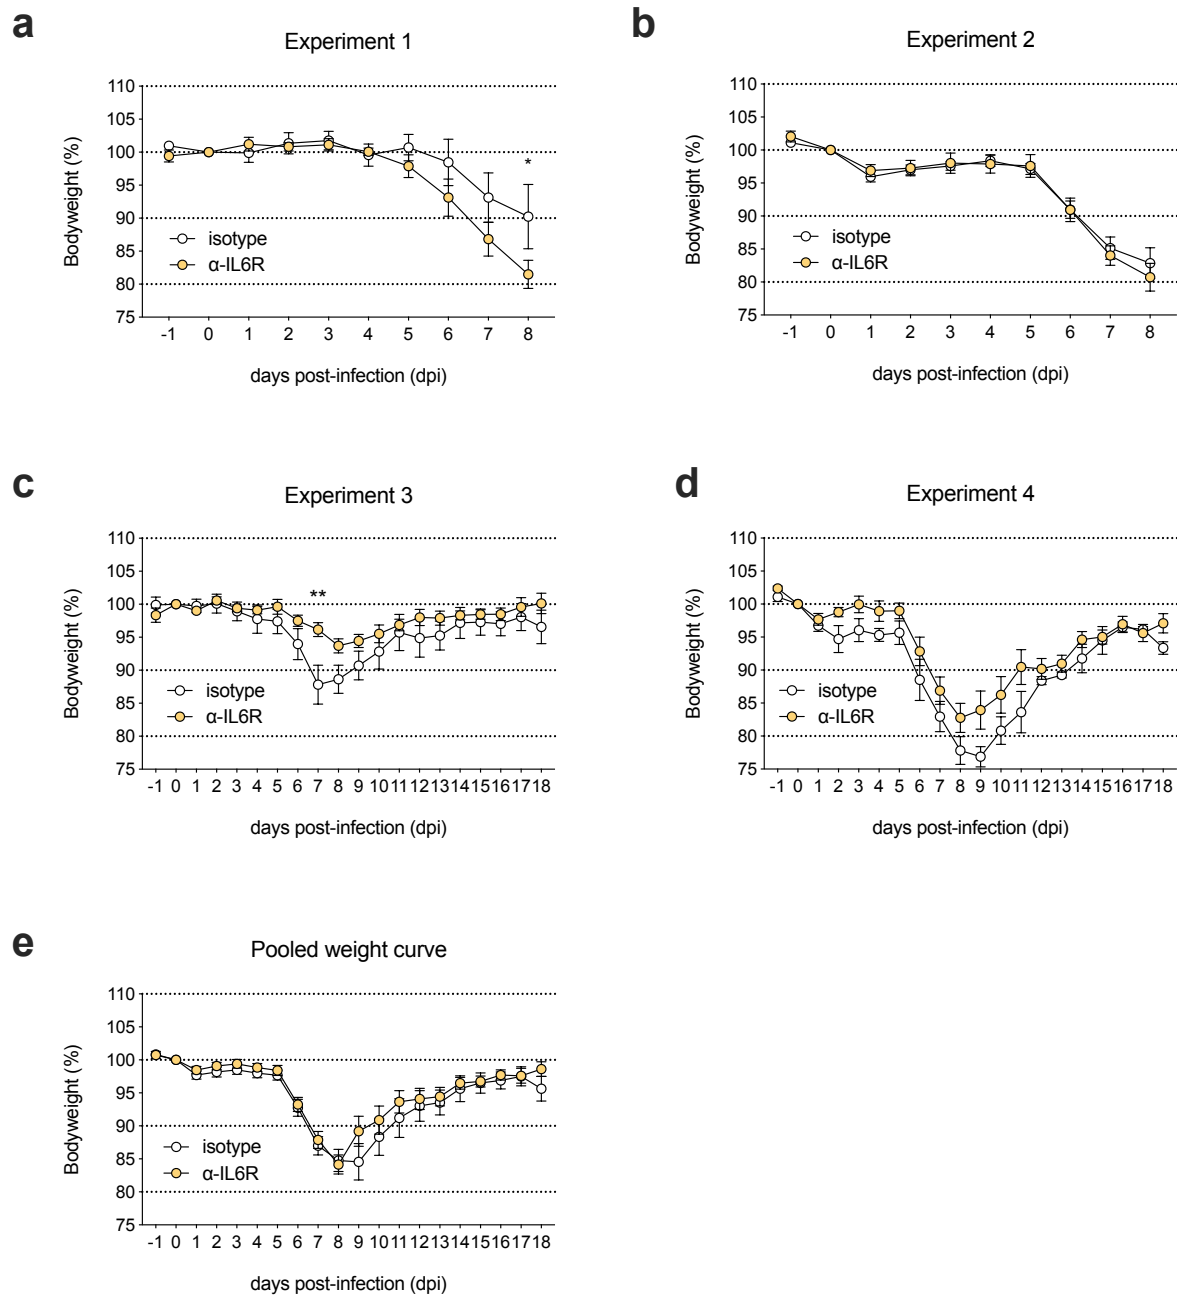 a
Experiment 1
110
105
100
95
90
85
80
75
Bodyweight (%)
*
isotype
α-IL6R
-1 0 1 2 3 4 5 6 7 8
days post-infection (dpi)
b
Experiment 2
110
105
100
95
90
85
80
75
Bodyweight (%)
isotype
α-IL6R
-1 0 1 2 3 4 5 6 7 8
days post-infection (dpi)
c
Experiment 3
110
105
100
95
90
85
80
75
Bodyweight (%)
**
isotype
α-IL6R
-1 0 1 2 3 4 5 6 7 8 9 10 11 12 13 14 15 16 17 18
days post-infection (dpi)
d
Experiment 4
110
105
100
95
90
85
80
75
Bodyweight (%)
isotype
α-IL6R
-1 0 1 2 3 4 5 6 7 8 9 10 11 12 13 14 15 16 17 18
days post-infection (dpi)
e
Pooled weight curve
110
105
100
95
90
85
80
75
Bodyweight (%)
isotype
α-IL6R
-1 0 1 2 3 4 5 6 7 8 9 10 11 12 13 14 15 16 17 18
days post-infection (dpi)